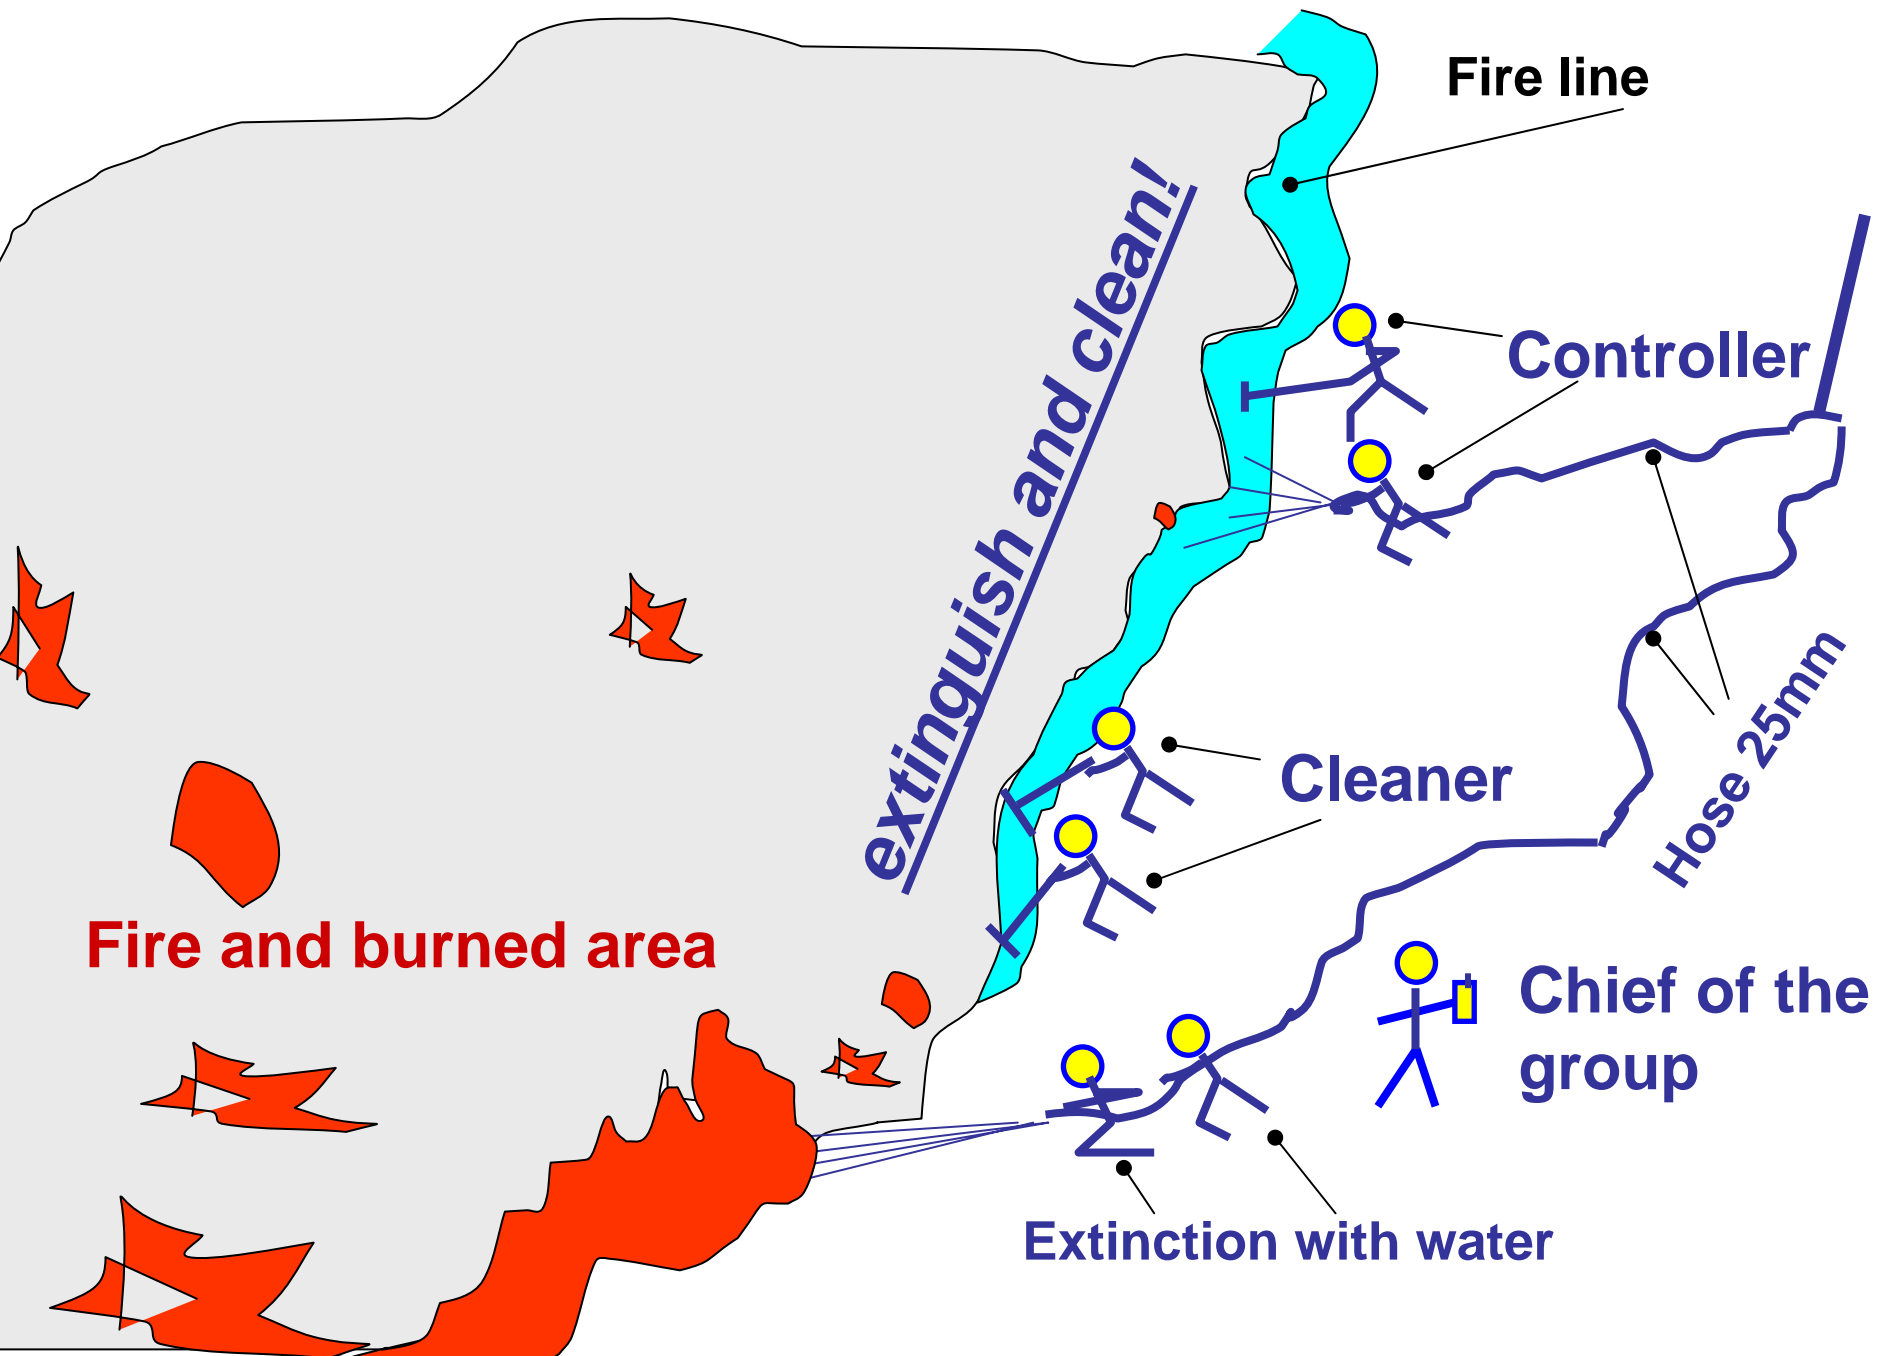 Fire line
extinguish and clean!
Controller
Hose 25mm
Cleaner
Fire and burned area
Chief of the
group
Extinction with water